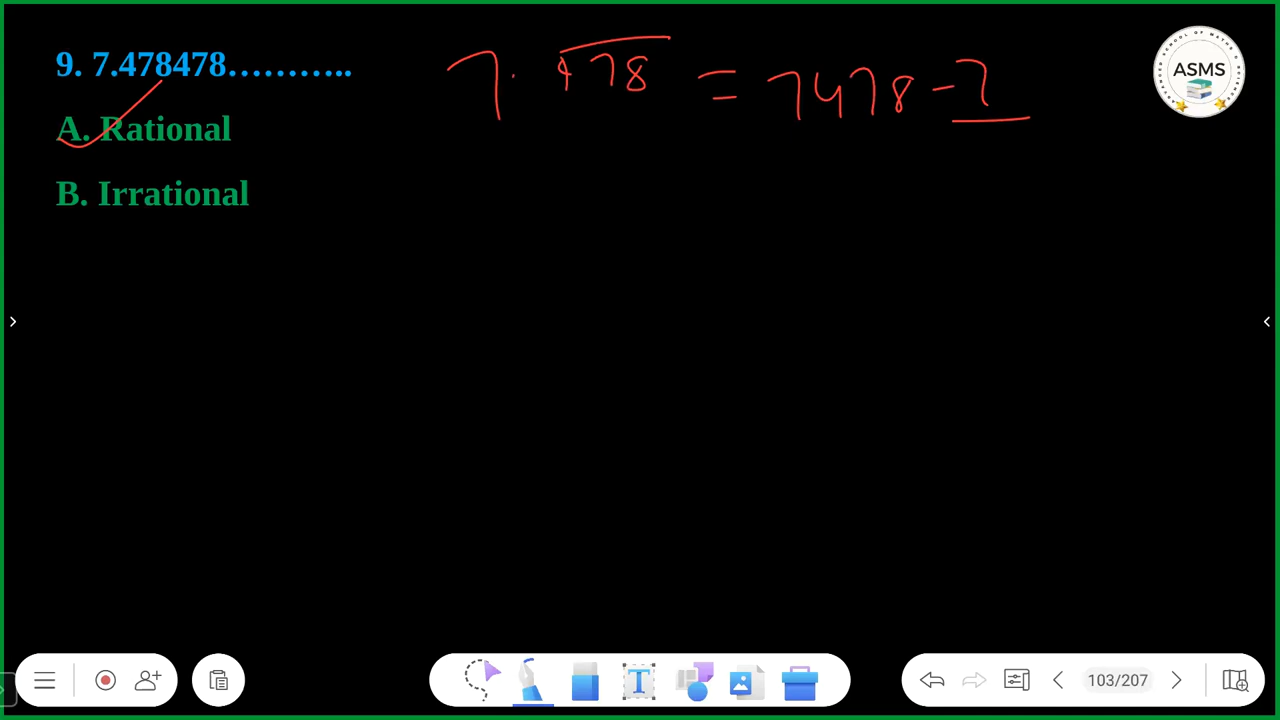 9. 7.478478………..
7.478 = 7478 - 7
A. Rational
B. Irrational
ASMS
103/207